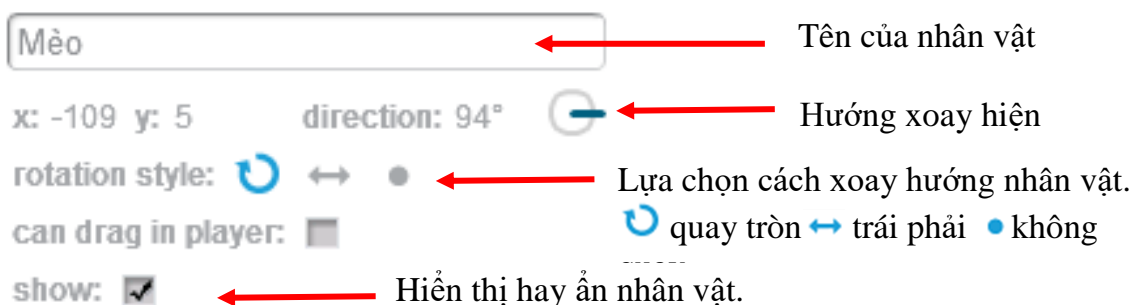 Mèo Tên của nhân vật
x: -109 y: 5 direction: 94° Hướng xoay hiện
rotation style: Lựa chọn cách xoay hướng nhân vật.
can drag in player: quay tròn trái phải không
show: Hiển thị hay ẩn nhân vật.